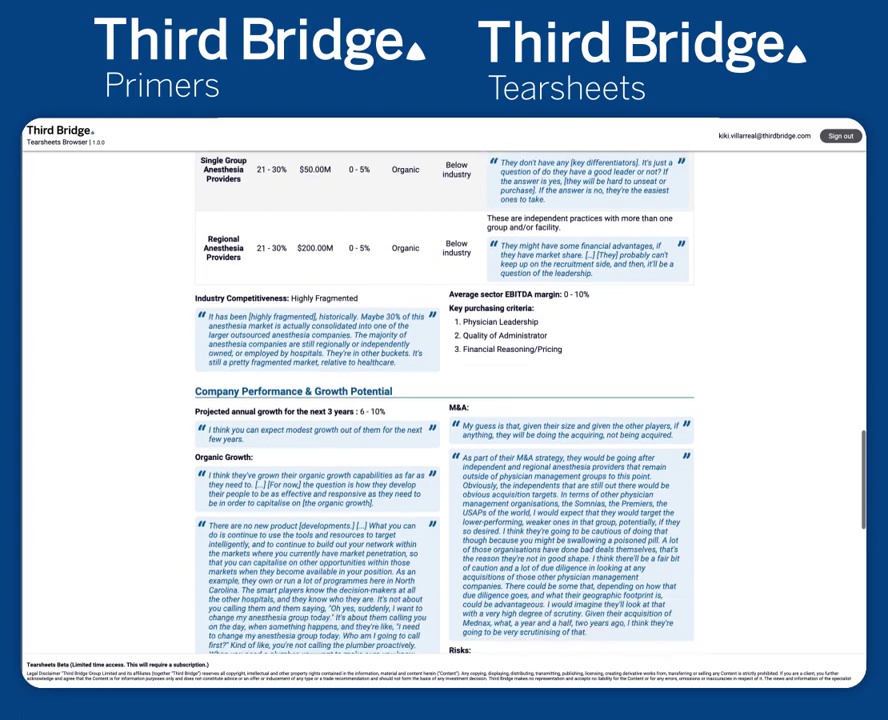 Third Bridge.
Primers
Third Bridge.
Tearsheets
Third Bridge.
Tearsheets Browser | 1.0.0
kiki.villarreal@thirdbridge.com
Sign out
Single Group
Anesthesia
Providers
21 - 30%
$50.00M
0 - 5%
Organic
Below
industry
“ They don't have any [key differentiators]. It's just a ”
question of do they have a good leader or not? If
the answer is yes, [they will be hard to unseat or
purchase]. If the answer is no, they're the easiest
ones to take.
Regional
Anesthesia
Providers
21 - 30%
$200.00M
0 - 5%
Organic
Below
industry
These are independent practices with more than one
group and/or facility.
“ They might have some financial advantages, if ”
they have market share. [...] [They] probably can't
keep up on the recruitment side, and then, it'll be a
question of the leadership.
Industry Competitiveness: Highly Fragmented
“ It has been [highly fragmented], historically. Maybe 30% of this ”
anesthesia market is actually consolidated into one of the
larger outsourced anesthesia companies. The majority of
anesthesia companies are still regionally or independently
owned, or employed by hospitals. They're in other buckets. It's
still a pretty fragmented market, relative to healthcare.
Average sector EBITDA margin: 0 - 10%
Key purchasing criteria:
1. Physician Leadership
2. Quality of Administrator
3. Financial Reasoning/Pricing
Company Performance & Growth Potential
Projected annual growth for the next 3 years : 6 - 10%
“ I think you can expect modest growth out of them for the next ”
few years.
Organic Growth:
“ I think they've grown their organic growth capabilities as far as ”
they need to. [...] [For now,] the question is how they develop
their people to be as effective and responsive as they need to
be in order to capitalise on [the organic growth].
“ There are no new product [developments.] [...] What you can ”
do is continue to use the tools and resources to target
intelligently, and to continue to build out your network within
the markets where you currently have market penetration, so
that you can capitalise on other opportunities within those
markets when they become available in your position. As an
example, they own or run a lot of programmes here in North
Carolina. The smart players know the decision-makers at all
the other hospitals, and they know who they are. It's not about
you calling them and them saying, "Oh yes, suddenly, I want to
change my anesthesia group today." It's about them calling you
on the day, when something happens, and they're like, "I need
to change my anesthesia group today. Who am I going to call
first?" Kind of like, you're not calling the plumber proactively.
M&A:
“ My guess is that, given their size and given the other players, if ”
anything, they will be doing the acquiring, not being acquired.
“ As part of their M&A strategy, they would be going after ”
independent and regional anesthesia providers that remain
outside of physician management groups to this point.
Obviously, the independents that are still out there would be
obvious acquisition targets. In terms of other physician
management organisations, the Somnias, the Premiers, the
USAPs of the world, I would expect that they would target the
lower-performing, weaker ones in that group, potentially, if they
so desired. I think they're going to be cautious of doing that
though because you might be swallowing a poisoned pill. A lot
of those organisations have done bad deals themselves, that's
the reason they're not in good shape. I think there'll be a fair bit
of caution and a lot of due diligence in looking at any
acquisitions of those other physician management
companies. There could be some that, depending on how that
due diligence goes, and what their geographic footprint is,
could be advantageous. I would imagine they'll look at that
with a very high degree of scrutiny. Given their acquisition of
Mednax, what, a year and a half, two years ago, I think they're
going to be very scrutinising of that.
Risks:
Tearsheets Beta (Limited time access. This will require a subscription.)
Legal Disclaimer "Third Bridge Group Limited and its affiliates (together "Third Bridge") reserves all copyright, intellectual and other property rights contained in the information, material and content herein ("Content"). Any copying, displaying, distributing, transmitting, publishing, licensing, creating derivative works from, transferring or selling any Content is strictly prohibited. If you are a client, you further
acknowledge and agree that the Content is for information purposes only and does not constitute advice or an offer or inducement of any type or a trade recommendation and should not form the basis of any investment decision. Third Bridge makes no representation and accepts no liability for the Content or for any errors, omissions or inaccuracies in respect of it. The views and information of the specialist